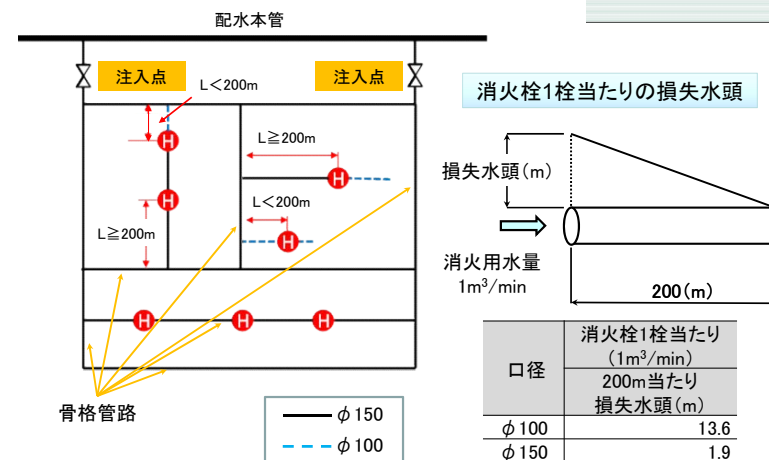 配水本管
注入点
注入点
L<200m
L≧200m
L<200m
L≧200m
H
H
H
H
H
H
H
骨格管路
φ150
φ100
消火栓1栓当たりの損失水頭
損失水頭(m)
消火用水量
1m³/min
200(m)
口径
消火栓1栓当たり
(1m³/min)
200m当たり
損失水頭(m)
φ100 13.6
φ150 1.9